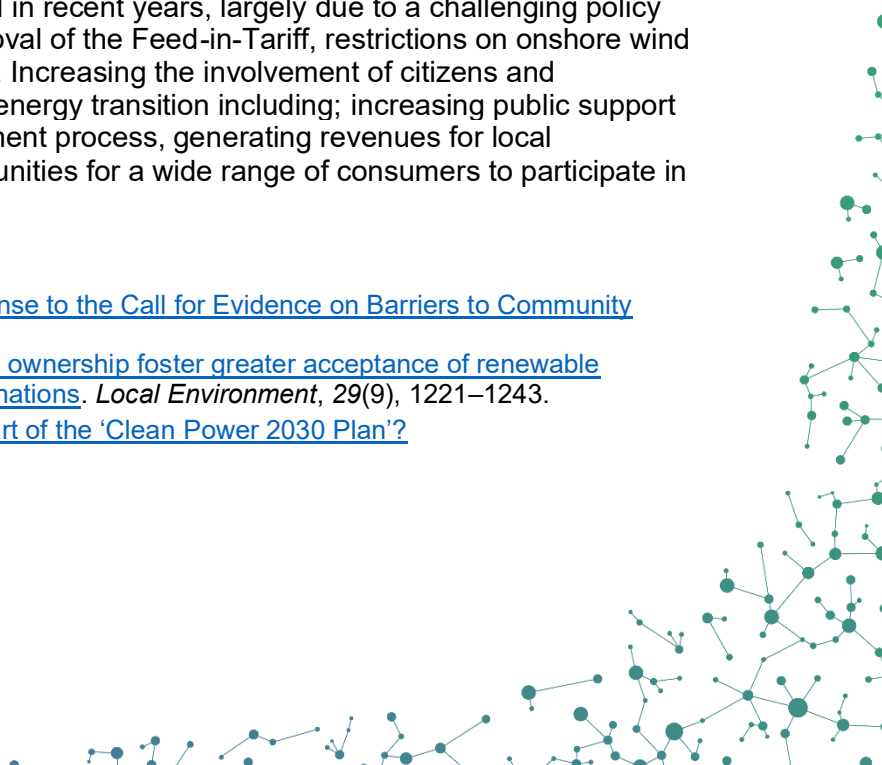 in recent years, largely due to a challenging policy
oval of the Feed-in-Tariff, restrictions on onshore wind
. Increasing the involvement of citizens and
energy transition including; increasing public support
ment process, generating revenues for local
unities for a wide range of consumers to participate in
nse to the Call for Evidence on Barriers to Community
ownership foster greater acceptance of renewable
nations. Local Environment, 29(9), 1221–1243.
rt of the ‘Clean Power 2030 Plan’?